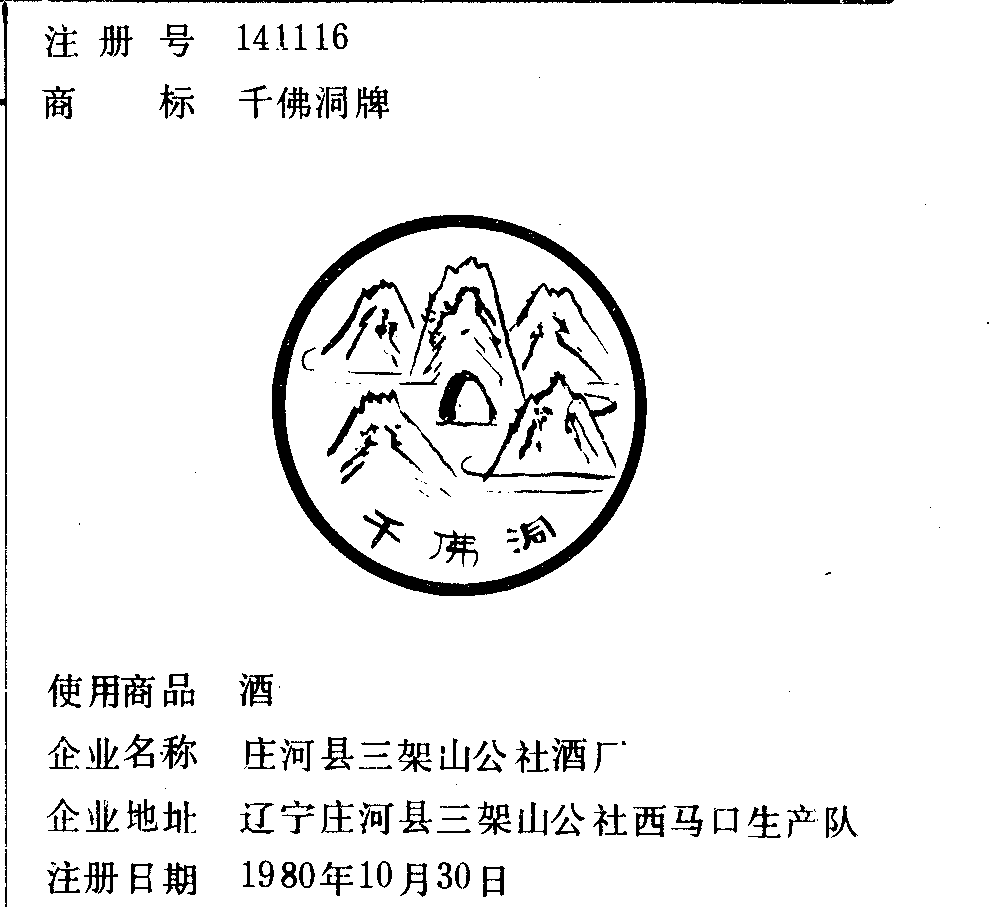 注册号 141116
商标 千佛洞牌
千佛洞
使用商品 酒
企业名称 庄河县三架山公社酒厂
企业地址 辽宁庄河县三架山公社西马口生产队
注册日期 1980年10月30日